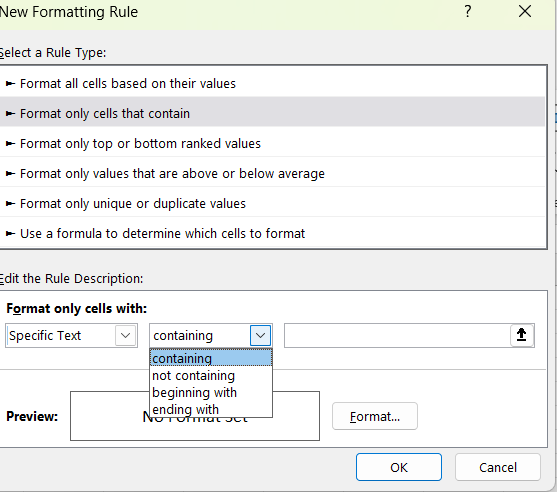 New Formatting Rule ?
Select a Rule Type:
► Format all cells based on their values
► Format only cells that contain
► Format only top or bottom ranked values
► Format only values that are above or below average
► Format only unique or duplicate values
► Use a formula to determine which cells to format
Edit the Rule Description:
Format only cells with:
Specific Text containing
containing
not containing
beginning with
ending with
Preview: No Format Set Format...
OK Cancel